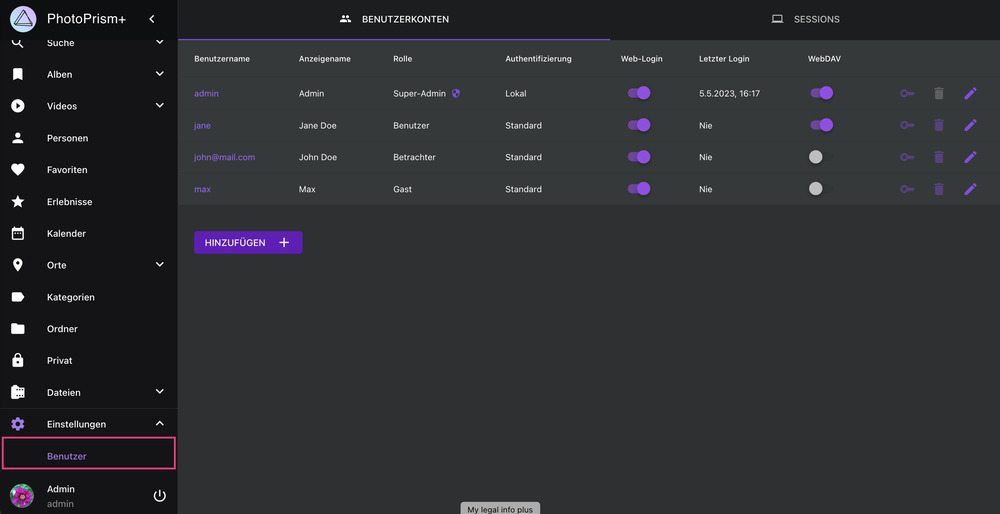 PhotoPrism+
Suche
Alben
Videos
Personen
Favoriten
Erlebnisse
Kalender
Orte
Kategorien
Ordner
Privat
Dateien
Einstellungen
Benutzer
Admin
admin
BENUTZERKONTEN SESSIONS
Benutzername Anzeigename Rolle Authentifizierung Web-Login Letzter Login WebDAV
admin Admin Super-Admin Lokal 5.5.2023, 16:17
jane Jane Doe Benutzer Standard Nie
john@mail.com John Doe Betrachter Standard Nie
max Max Gast Standard Nie
HINZUFÜGEN
My legal info plus